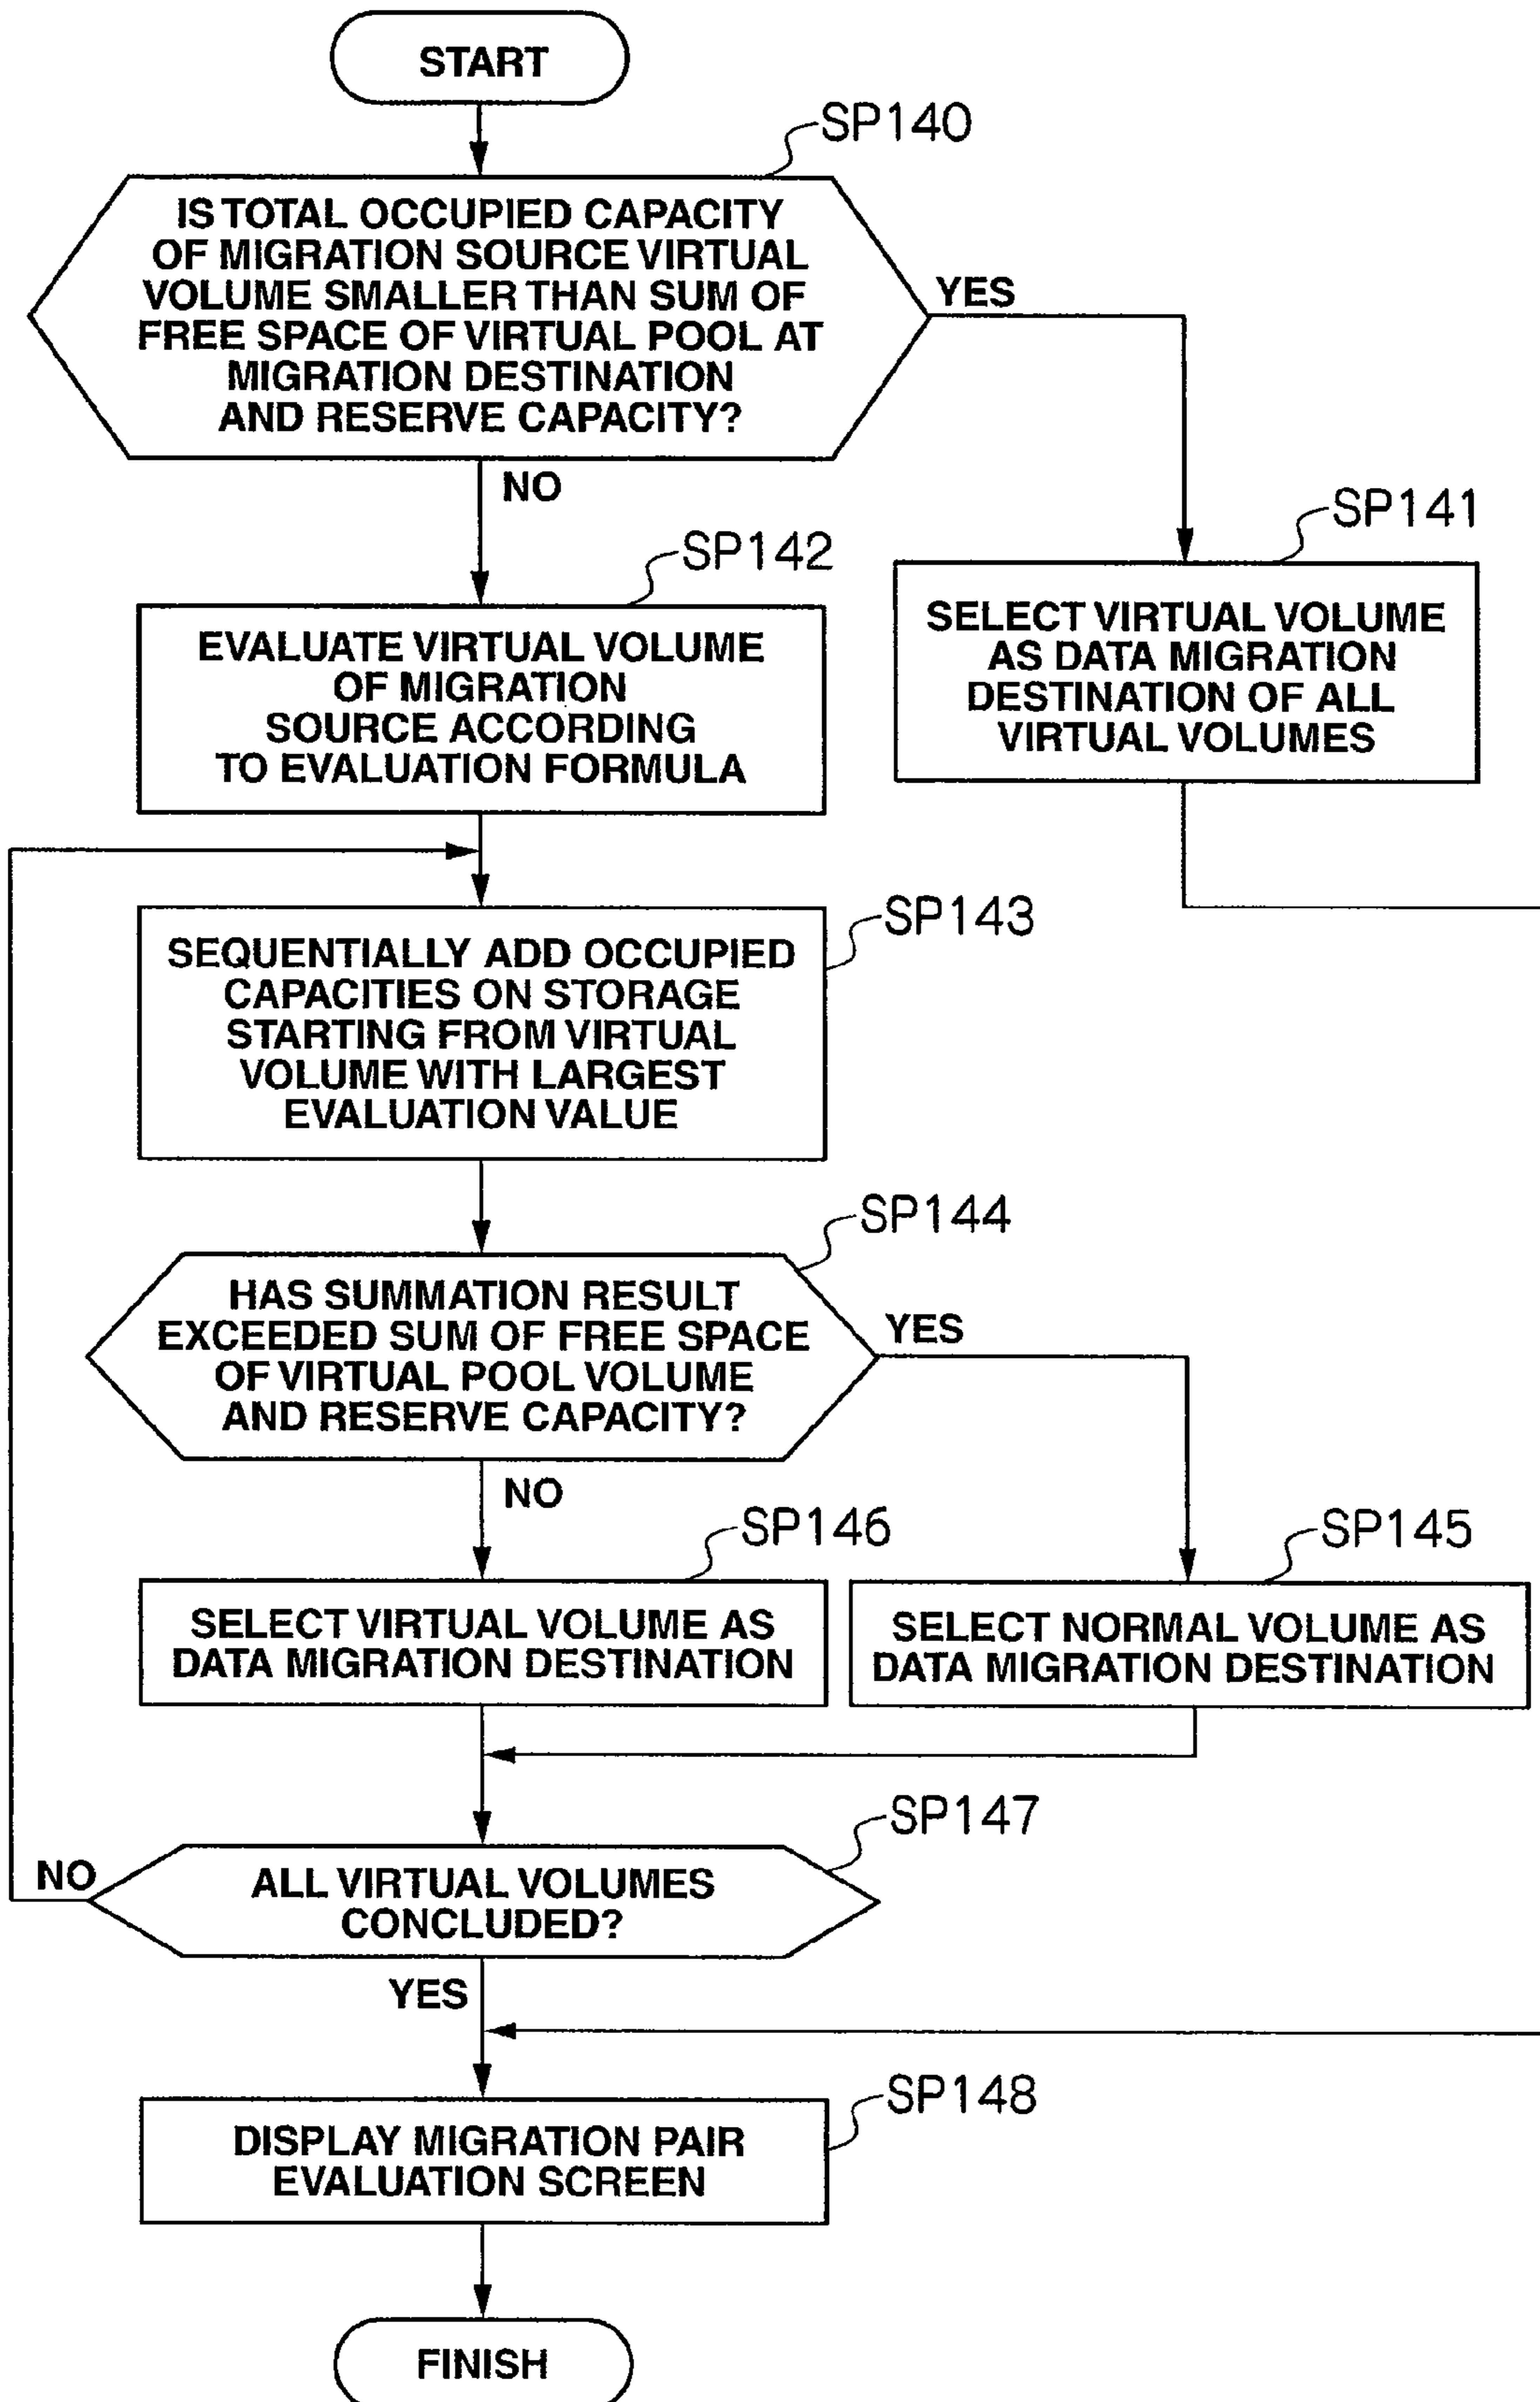 START
SP140
IS TOTAL OCCUPIED CAPACITY
OF MIGRATION SOURCE VIRTUAL
VOLUME SMALLER THAN SUM OF
FREE SPACE OF VIRTUAL POOL AT
MIGRATION DESTINATION
AND RESERVE CAPACITY?
YES
NO
SP141
SELECT VIRTUAL VOLUME
AS DATA MIGRATION
DESTINATION OF ALL
VIRTUAL VOLUMES
SP142
EVALUATE VIRTUAL VOLUME
OF MIGRATION
SOURCE ACCORDING
TO EVALUATION FORMULA
SP143
SEQUENTIALLY ADD OCCUPIED
CAPACITIES ON STORAGE
STARTING FROM VIRTUAL
VOLUME WITH LARGEST
EVALUATION VALUE
SP144
HAS SUMMATION RESULT
EXCEEDED SUM OF FREE SPACE
OF VIRTUAL POOL VOLUME
AND RESERVE CAPACITY?
YES
NO
SP146
SELECT VIRTUAL VOLUME AS
DATA MIGRATION DESTINATION
SP145
SELECT NORMAL VOLUME AS
DATA MIGRATION DESTINATION
SP147
NO
ALL VIRTUAL VOLUMES
CONCLUDED?
YES
SP148
DISPLAY MIGRATION PAIR
EVALUATION SCREEN
FINISH